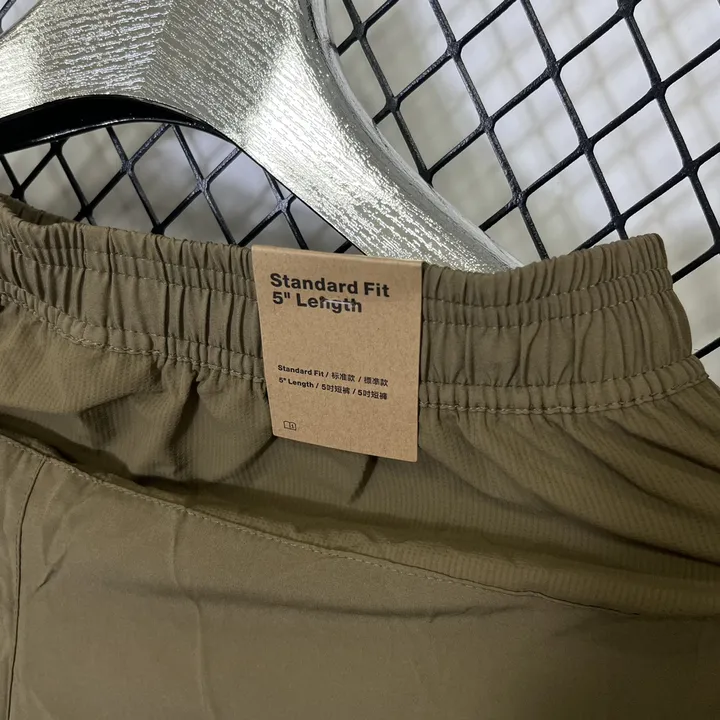 Standard Fit
5" Length
Standard Fit / 标准款 / 標準款
5" Length / 5吋短裤 / 5吋短褲